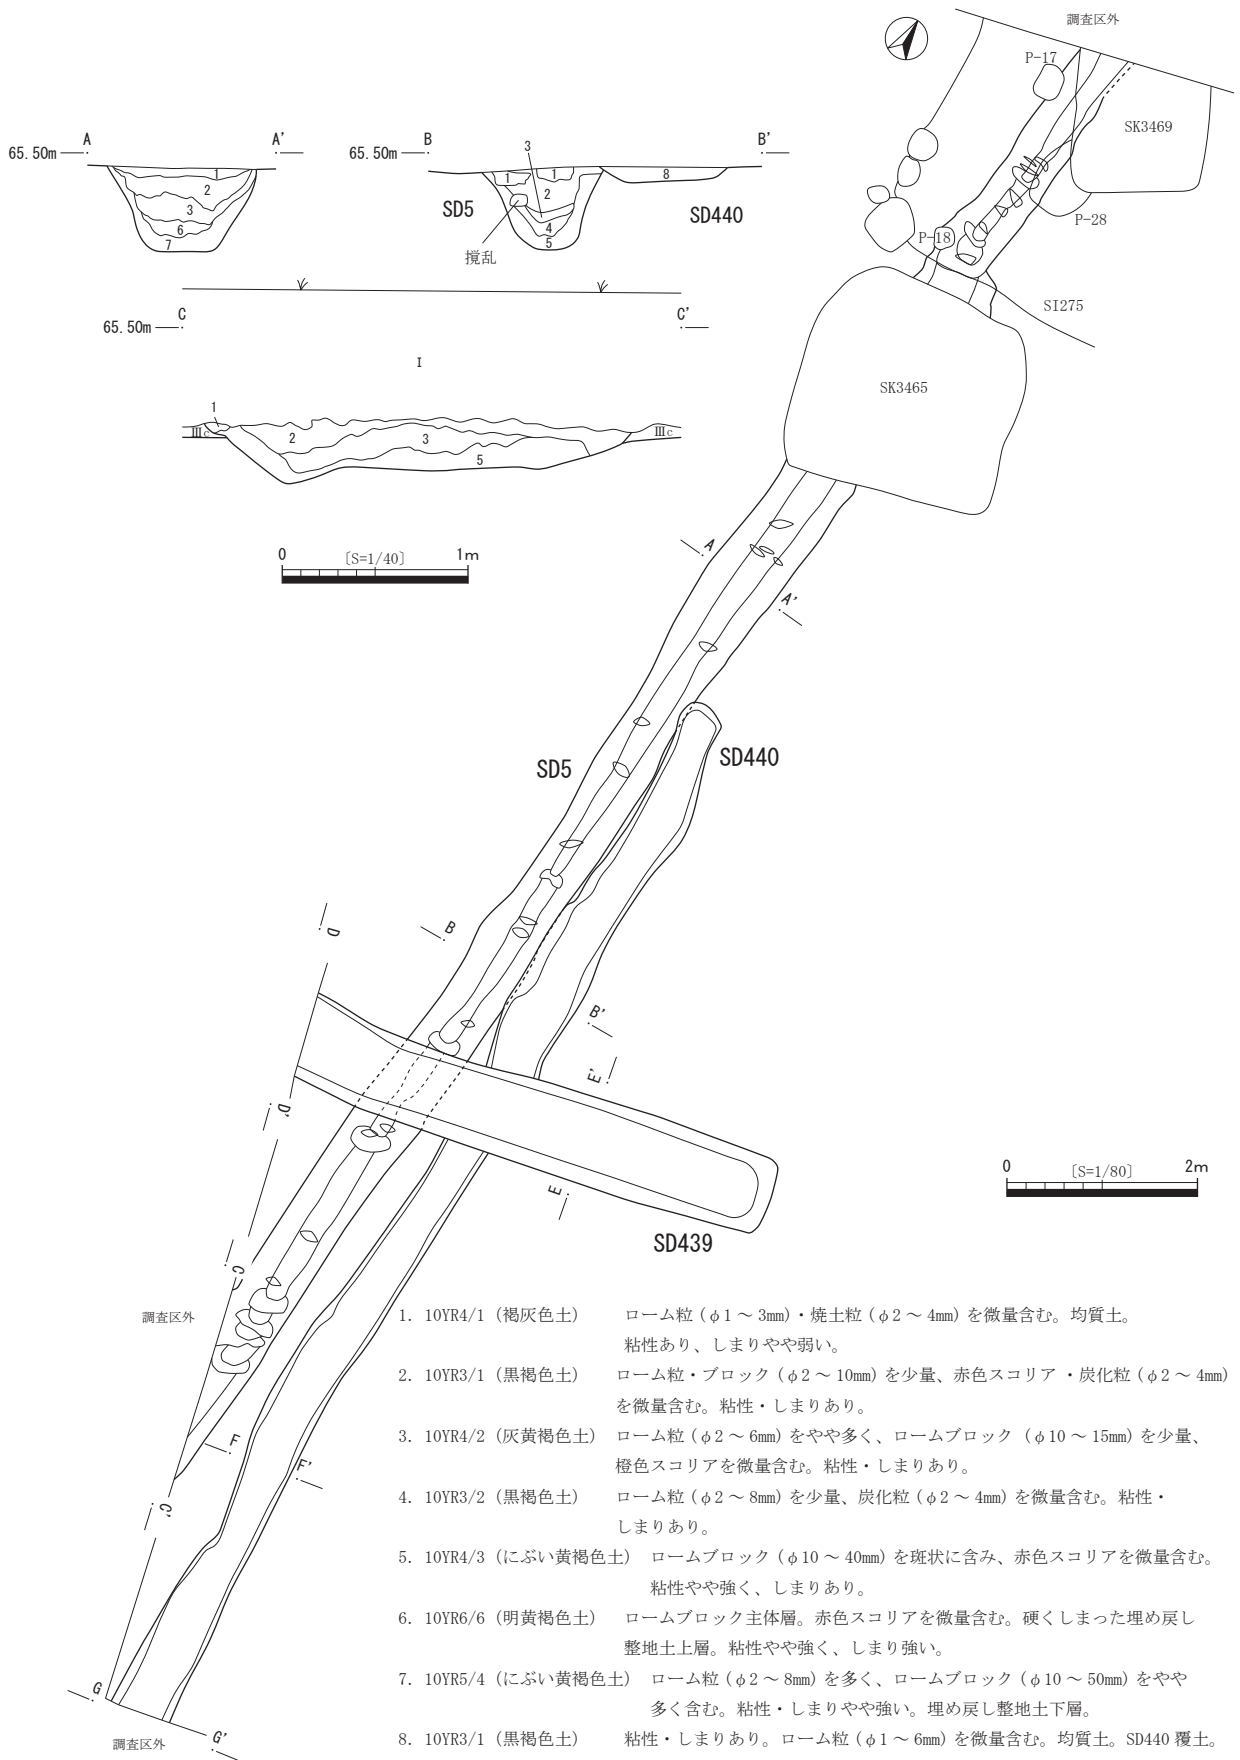 調査区外
P-17
SK3469
P-28
P-18
SI275
SK3465
A A'
65.50m
1
2
3
6
7
B B'
65.50m
3
1 1
2
8
4
5
SD5
SD440
撹乱
C C'
65.50m
I
1
Ⅲc
2
3
5
Ⅲc
0 〔S=1/40〕 1m
A
A'
SD5
SD440
B
B'
D
D'
E'
E
SD439
0 〔S=1/80〕 2m
C
調査区外
F
F'
C'
G
G'
調査区外
1. 10YR4/1（褐灰色土） ローム粒（φ1～3mm）・焼土粒（φ2～4mm）を微量含む。均質土。
粘性あり、しまりやや弱い。
2. 10YR3/1（黒褐色土） ローム粒・ブロック（φ2～10mm）を少量、赤色スコリア・炭化粒（φ2～4mm）
を微量含む。粘性・しまりあり。
3. 10YR4/2（灰黄褐色土） ローム粒（φ2～6mm）をやや多く、ロームブロック（φ10～15mm）を少量、
橙色スコリアを微量含む。粘性・しまりあり。
4. 10YR3/2（黒褐色土） ローム粒（φ2～8mm）を少量、炭化粒（φ2～4mm）を微量含む。粘性・
しまりあり。
5. 10YR4/3（にぶい黄褐色土） ロームブロック（φ10～40mm）を斑状に含み、赤色スコリアを微量含む。
粘性やや強く、しまりあり。
6. 10YR6/6（明黄褐色土） ロームブロック主体層。赤色スコリアを微量含む。硬くしまった埋め戻し
整地土上層。粘性やや強く、しまり強い。
7. 10YR5/4（にぶい黄褐色土） ローム粒（φ2～8mm）を多く、ロームブロック（φ10～50mm）をやや
多く含む。粘性・しまりやや強い。埋め戻し整地土下層。
8. 10YR3/1（黒褐色土） 粘性・しまりあり。ローム粒（φ1～6mm）を微量含む。均質土。SD440 覆土。